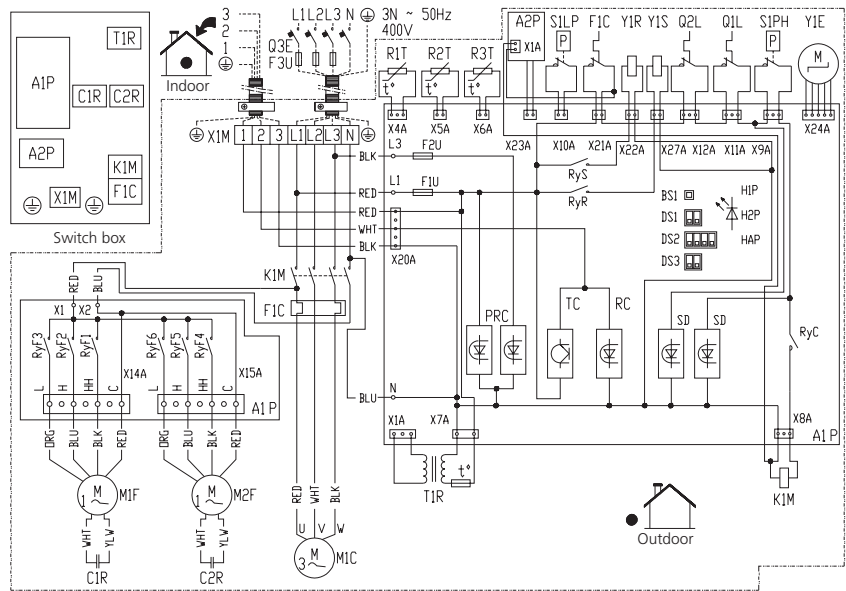 T1R
A1P
C1R C2R
A2P
K1M
F1C
X1M
Switch box
Indoor
3
2
1
L1 L2 L3 N
3N ~ 50Hz
400V
Q3E
F3U
X1M 1 2 3 L1 L2 L3 N
R1T R2T R3T
t° t° t°
X4A X5A X6A
A2P S1LP F1C Y1R Y1S Q2L Q1L S1PH Y1E
X1A
P
P
M
X23A X10A X21A X22A X27A X12A X11A X9A X24A
BLK L3 F2U
RED L1 F1U
RED
WHT
BLK
X20A
RyS
RyR
BS1
DS1
DS2
DS3
H1P
H2P
HAP
K1M
F1C
RED
BLU
X1 X2
RyF3 RyF2 RyF1
RyF6 RyF5 RyF4
X14A
X15A
L H HH C
L H HH C
A1P
ORG BLU BLK RED
ORG BLU BLK RED
M
1
M1F
M
1
M2F
WHT YLW
WHT YLW
C1R
C2R
RED WHT BLK
U V W
M
3
M1C
PRC
TC
RC
SD
SD
RyC
BLU N
X1A
X7A
X8A
A1P
t°
T1R
K1M
Outdoor